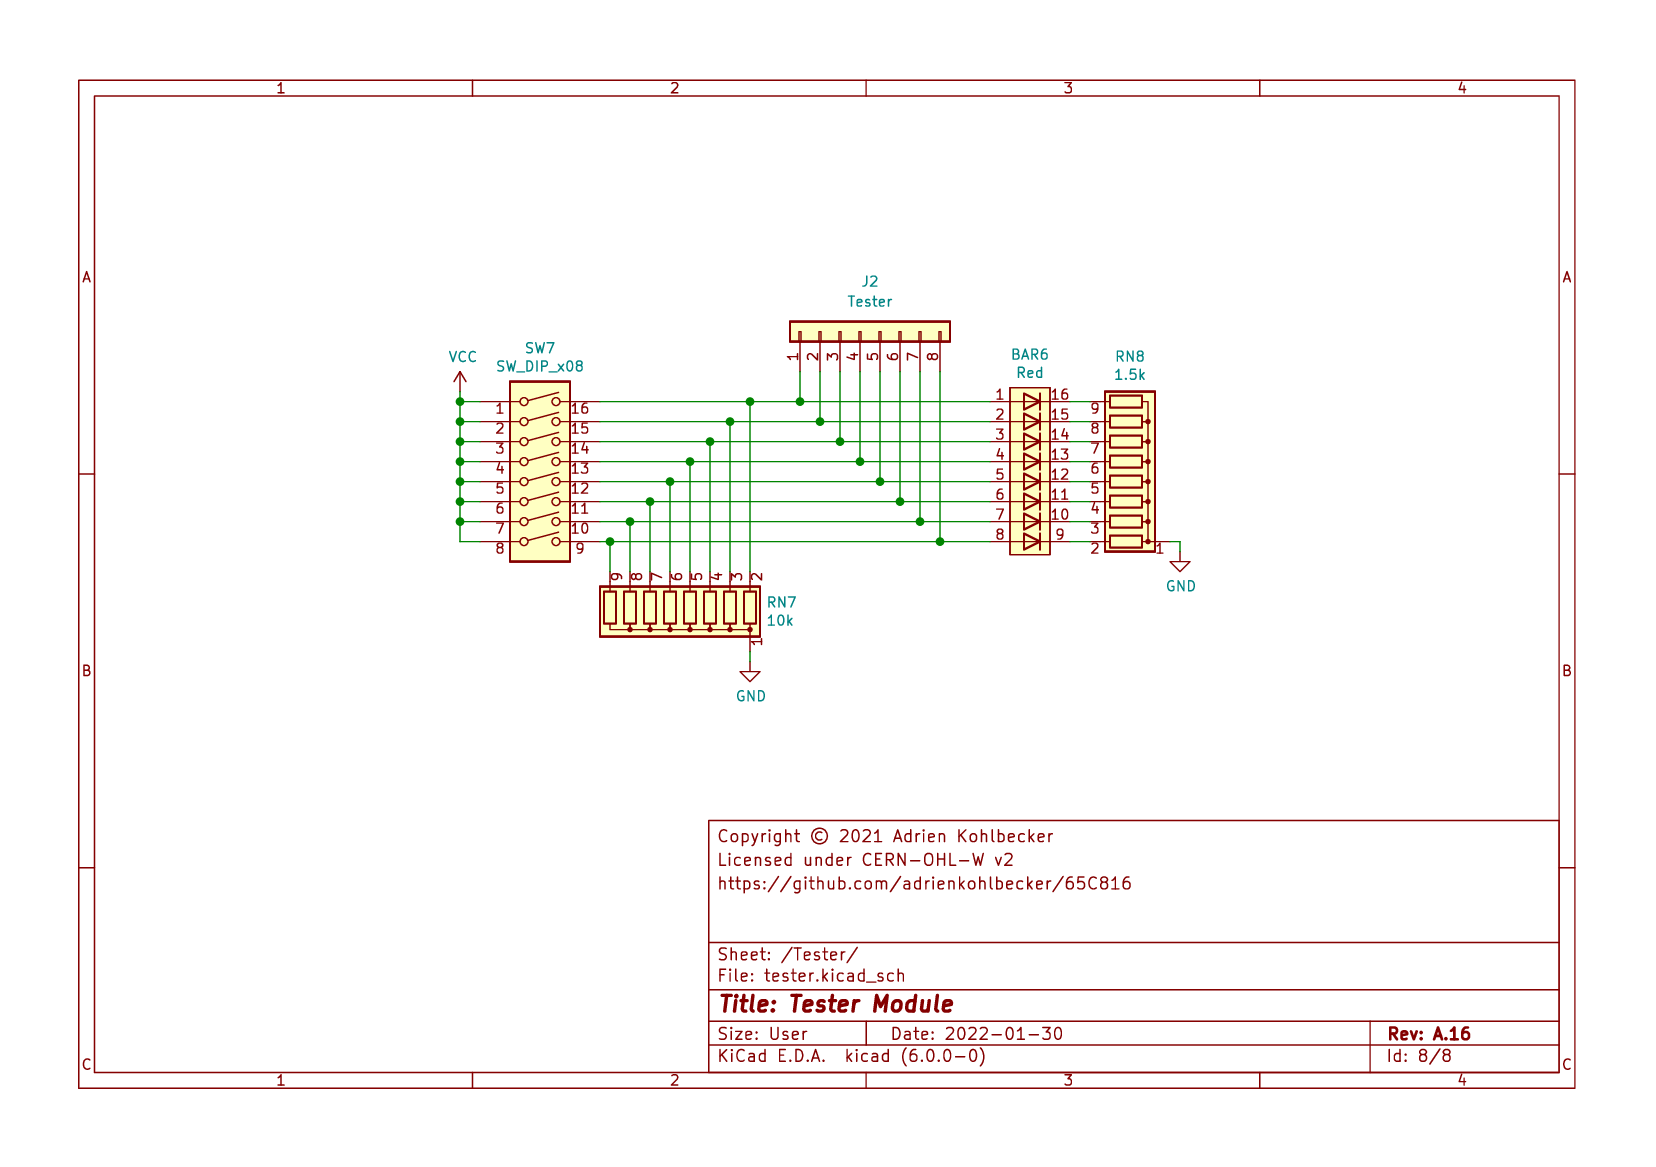 1 2 3 4
A A
J2
Tester
SW7
SW_DIP_x08
VCC
BAR6
Red
RN8
1.5k
1 2 3 4 5 6 7 8
1 16 1 16 9
2 15 2 15 8
3 14 3 14 7
4 13 4 13 6
5 12 5 12 5
6 11 6 11 4
7 10 7 10 3
8 9 8 9 2 1
GND
9 8 7 6 5 4 3 2
RN7
10k
1
GND
B B
Copyright © 2021 Adrien Kohlbecker
Licensed under CERN-OHL-W v2
https://github.com/adrienkohlbecker/65C816
Sheet: /Tester/
File: tester.kicad_sch
Title: Tester Module
Size: User Date: 2022-01-30 Rev: A.16
KiCad E.D.A. kicad (6.0.0-0) Id: 8/8
C C
1 2 3 4